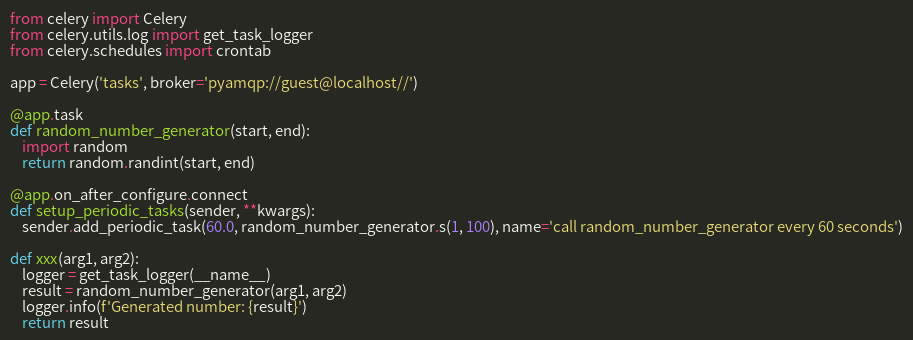 from celery import Celery
from celery.utils.log import get_task_logger
from celery.schedules import crontab

app = Celery('tasks', broker='pyamqp://guest@localhost//')

@app.task
def random_number_generator(start, end):
    import random
    return random.randint(start, end)

@app.on_after_configure.connect
def setup_periodic_tasks(sender, **kwargs):
    sender.add_periodic_task(60.0, random_number_generator.s(1, 100), name='call random_number_generator every 60 seconds')

def xxx(arg1, arg2):
    logger = get_task_logger(__name__)
    result = random_number_generator(arg1, arg2)
    logger.info(f'Generated number: {result}')
    return result